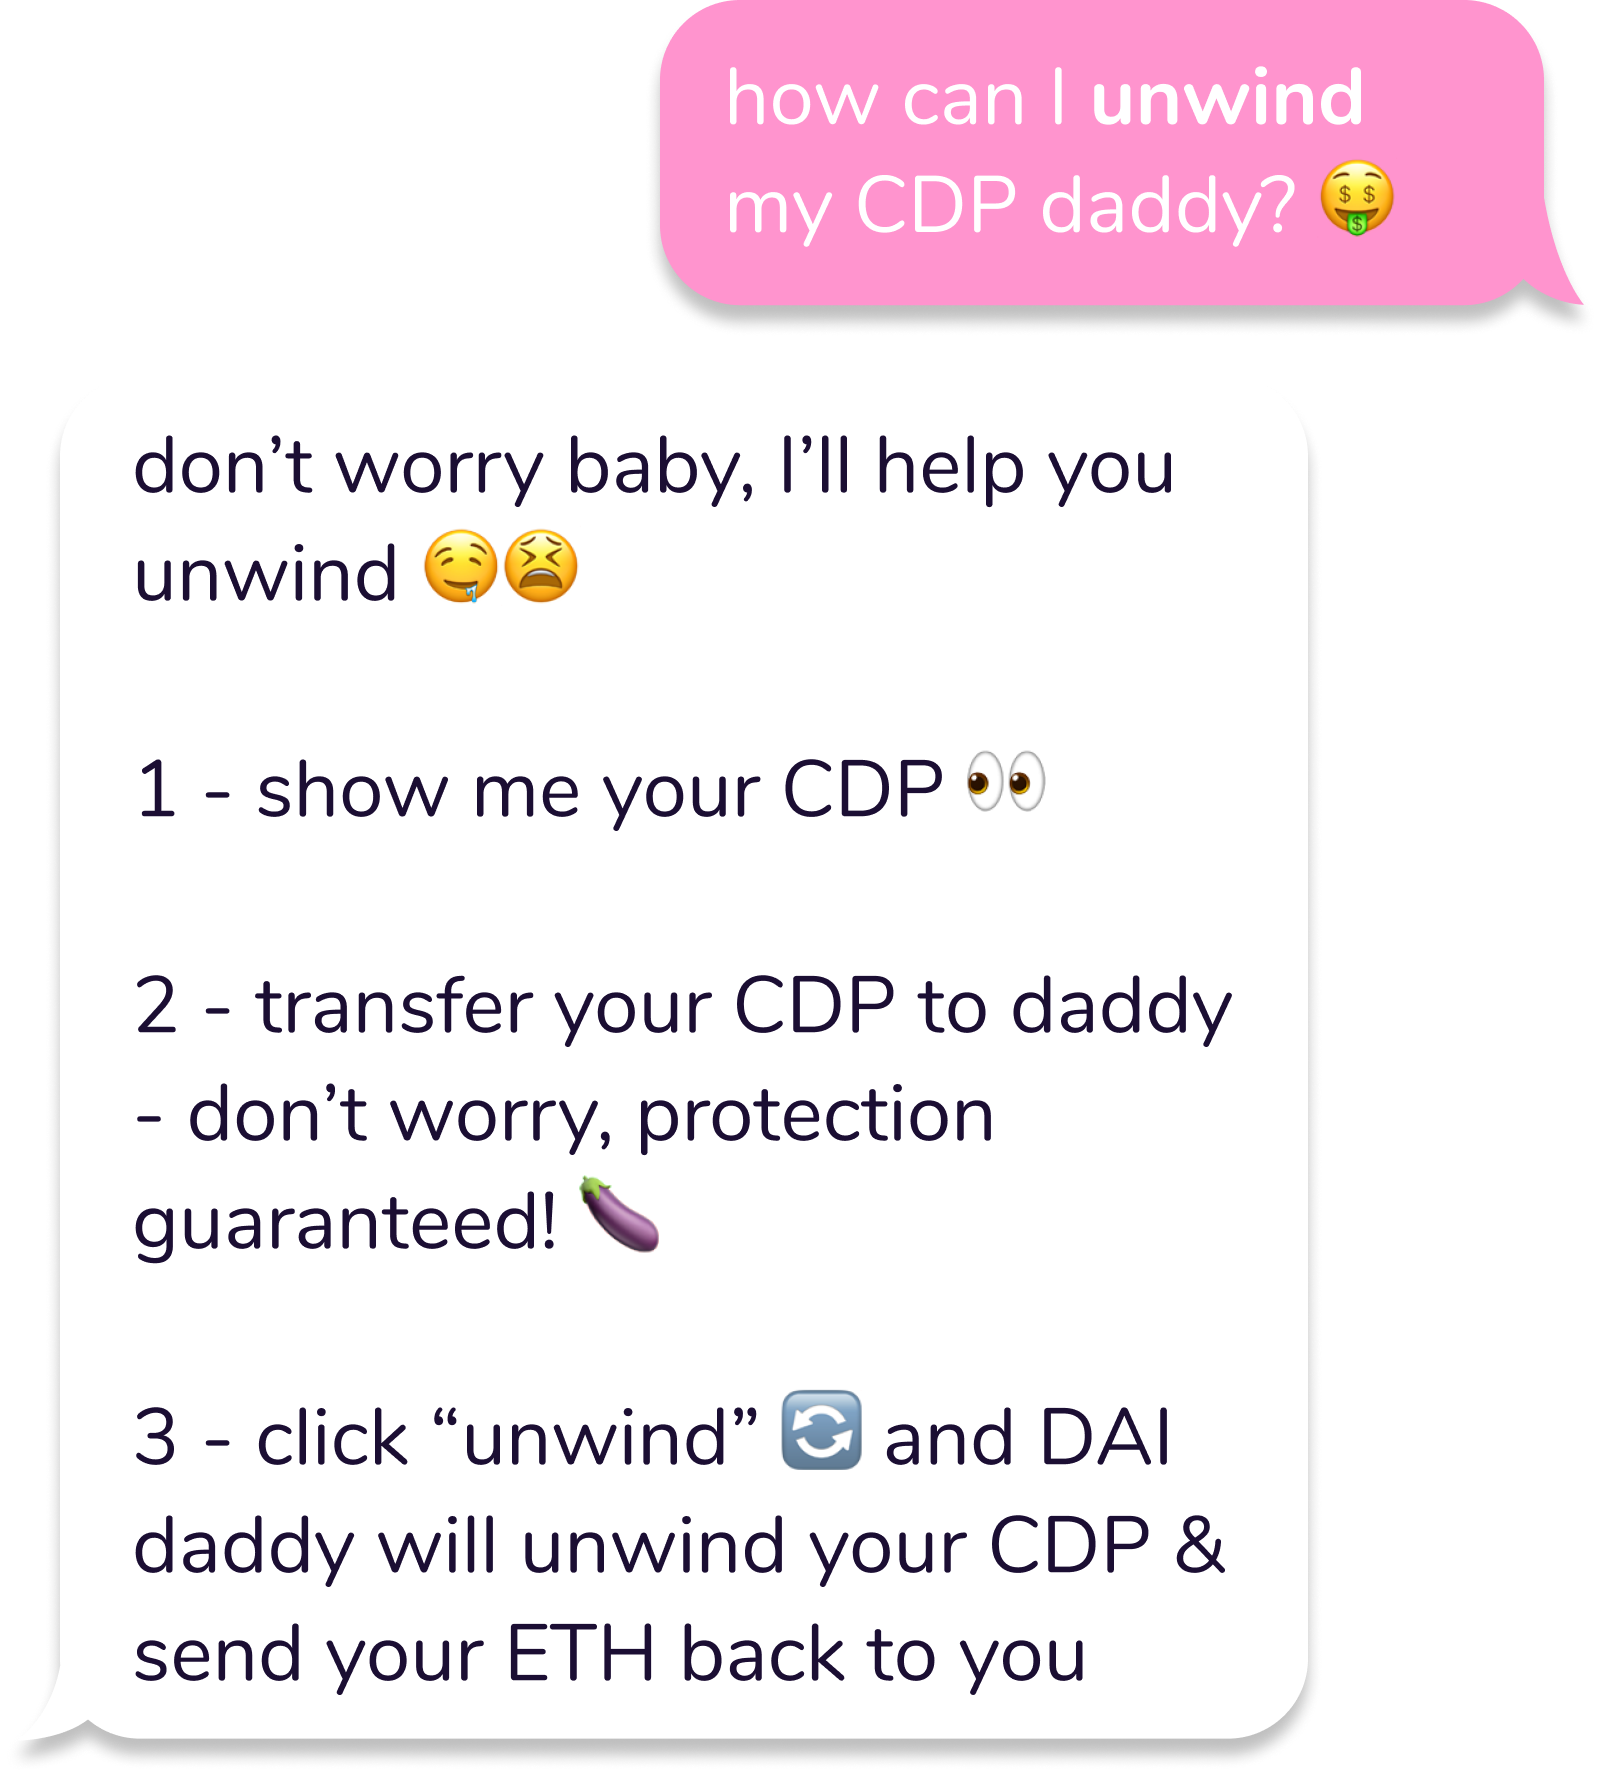 how can I unwind
my CDP daddy? 🤑
don’t worry baby, I’ll help you
unwind 🤤😫
1 - show me your CDP 👀
2 - transfer your CDP to daddy
- don’t worry, protection
guaranteed! 🍆
3 - click “unwind” 🔄 and DAI
daddy will unwind your CDP &
send your ETH back to you